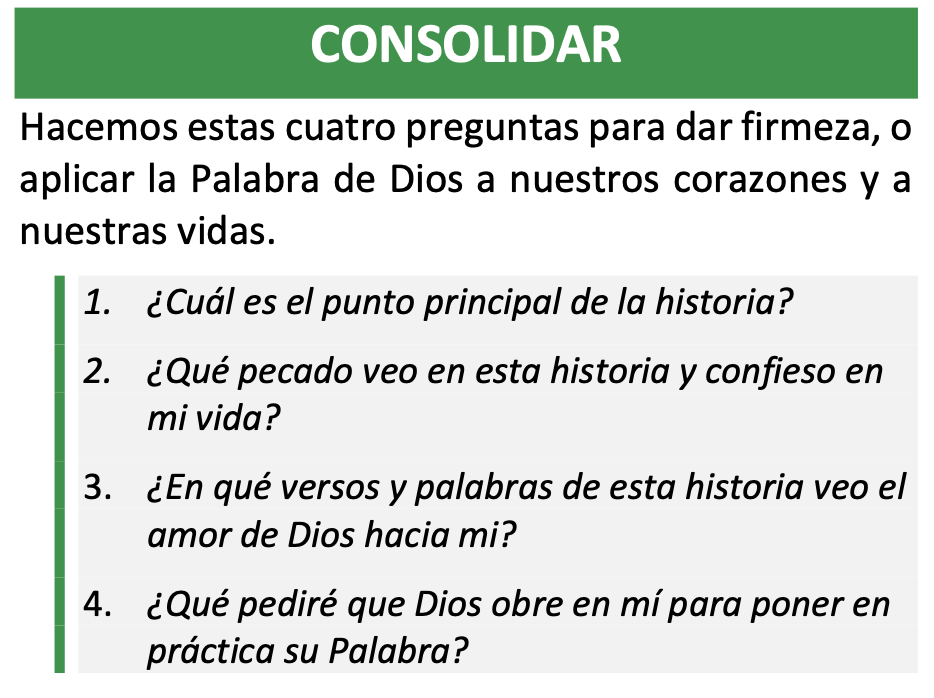 CONSOLIDAR
Hacemos estas cuatro preguntas para dar firmeza, o
aplicar la Palabra de Dios a nuestros corazones y a
nuestras vidas.
1. ¿Cuál es el punto principal de la historia?
2. ¿Qué pecado veo en esta historia y confieso en
mi vida?
3. ¿En qué versos y palabras de esta historia veo el
amor de Dios hacia mi?
4. ¿Qué pediré que Dios obre en mí para poner en
práctica su Palabra?